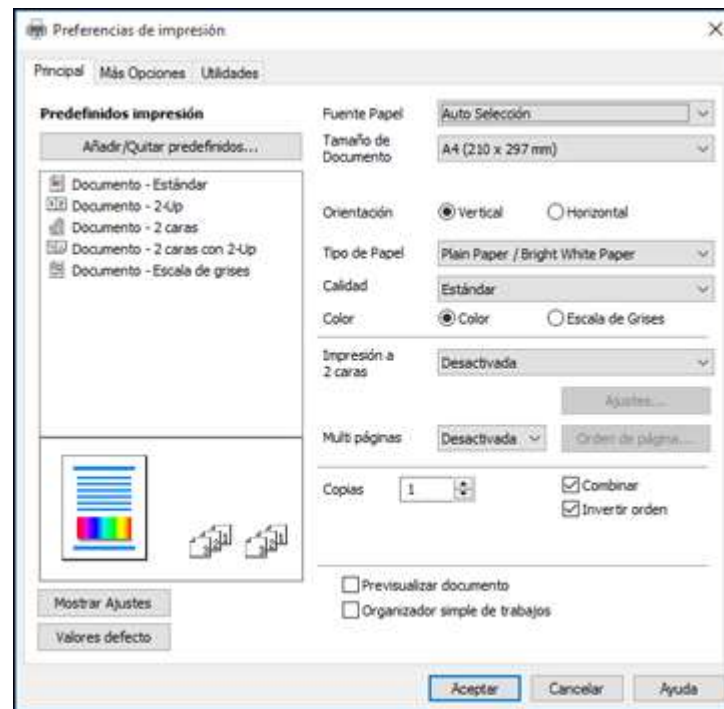 Preferencias de impresión
Principal Más Opciones Utilidades
Predefinidos impresión
Añadir/Quitar predefinidos...
Documento - Estándar
Documento - 2-Up
Documento - 2 caras
Documento - 2 caras con 2-Up
Documento - Escala de grises
Mostrar Ajustes
Valores defecto
Fuente Papel Auto Selección
Tamaño de
Documento
A4 (210 x 297 mm)
Orientación Vertical Horizontal
Tipo de Papel Plain Paper / Bright White Paper
Calidad Estándar
Color Color Escala de Grises
Impresión a
2 caras
Desactivada
Ajustes...
Multi páginas Desactivada Orden de página...
Copias 1 Combinar
Invertir orden
Previsualizar documento
Organizador simple de trabajos
Aceptar Cancelar Ayuda